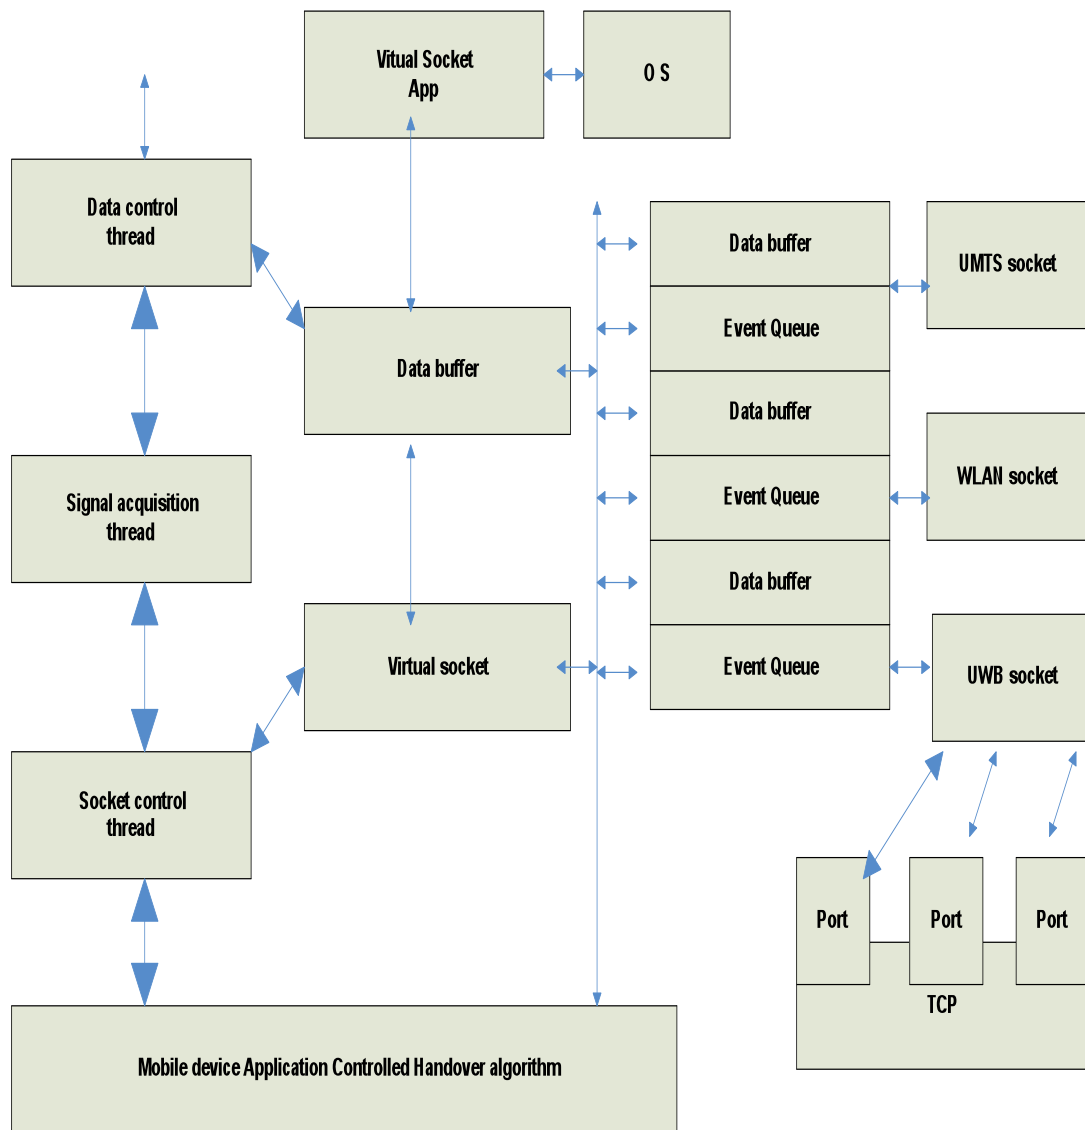 Vitual Socket
App
O S
Data control
thread
Data buffer
UMTS socket
Event Queue
Data buffer
Data buffer
Signal acquisition
thread
Event Queue
WLAN socket
Data buffer
Virtual socket
Event Queue
UWB socket
Socket control
thread
Port
Port
Port
TCP
Mobile device Application Controlled Handover algorithm